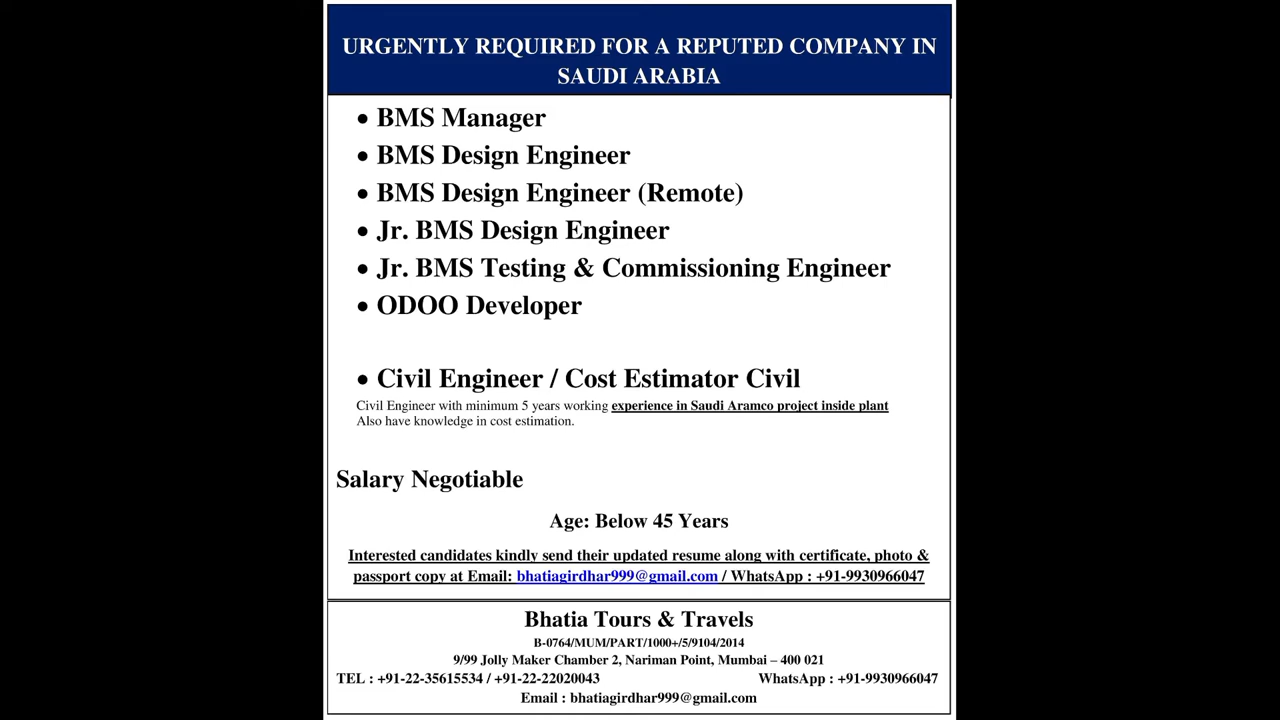 URGENTLY REQUIRED FOR A REPUTED COMPANY IN
SAUDI ARABIA
• BMS Manager
• BMS Design Engineer
• BMS Design Engineer (Remote)
• Jr. BMS Design Engineer
• Jr. BMS Testing & Commissioning Engineer
• ODOO Developer
• Civil Engineer / Cost Estimator Civil
Civil Engineer with minimum 5 years working experience in Saudi Aramco project inside plant
Also have knowledge in cost estimation.
Salary Negotiable
Age: Below 45 Years
Interested candidates kindly send their updated resume along with certificate, photo &
passport copy at Email: bhatiagirdhar999@gmail.com / WhatsApp : +91-9930966047
Bhatia Tours & Travels
B-0764/MUM/PART/1000+/5/9104/2014
9/99 Jolly Maker Chamber 2, Nariman Point, Mumbai – 400 021
TEL : +91-22-35615534 / +91-22-22020043 WhatsApp : +91-9930966047
Email : bhatiagirdhar999@gmail.com